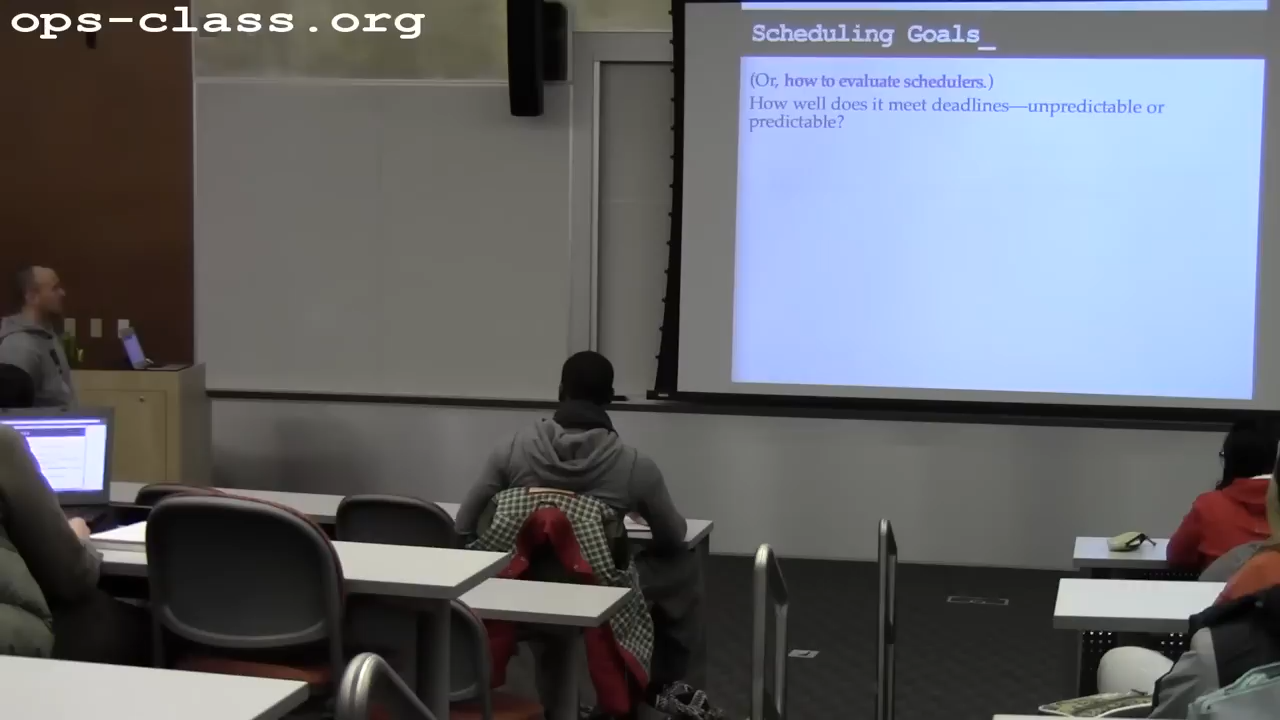 ops-class.org
Scheduling Goals_
(Or, how to evaluate schedulers.)
How well does it meet deadlines—unpredictable or
predictable?